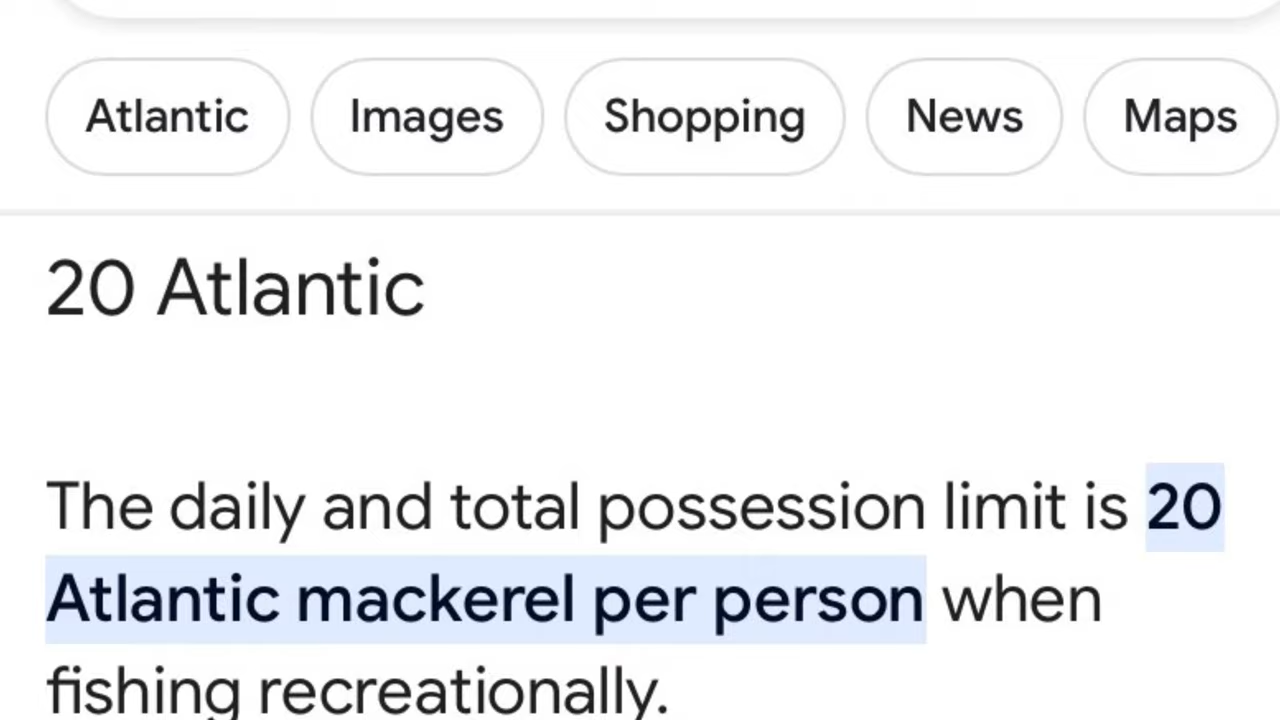 Atlantic Images Shopping News Maps
20 Atlantic
The daily and total possession limit is 20
Atlantic mackerel per person when
fishing recreationally.